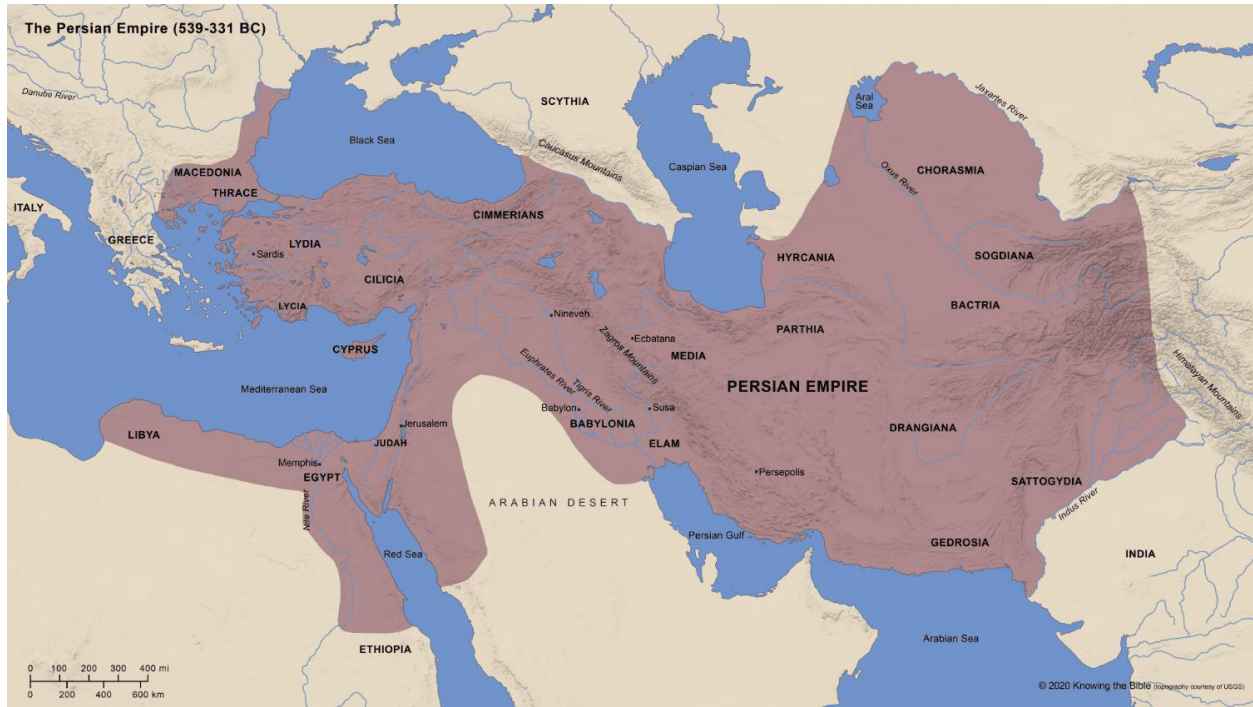 The Persian Empire (539-331 BC)
Danube River
SCYTHIA
Aral
Sea
Jaxartes River
Black Sea
Caucasus Mountains
Caspian Sea
Oxus River
CHORASMIA
MACEDONIA
THRACE
ITALY
GREECE
CIMMERIANS
LYDIA
Sardis
CILICIA
LYCIA
HYRCANIA
SOGDIANA
BACTRIA
PARTHIA
Nineveh
Ecbatana
Zagros Mountains
MEDIA
CYPRUS
Mediterranean Sea
Euphrates River
Tigris River
PERSIAN EMPIRE
Himalayan Mountains
Babylon
BABYLONIA
Susa
ELAM
LIBYA
Jerusalem
JUDAH
Memphis
EGYPT
DRANGIANA
Persepolis
SATTOGYDIA
Nile River
ARABIAN DESERT
Indus River
Red Sea
Persian Gulf
GEDROSIA
INDIA
ETHIOPIA
Arabian Sea
0 100 200 300 400 mi
0 200 400 600 km
© 2020 Knowing the Bible (topography courtesy of USGS)